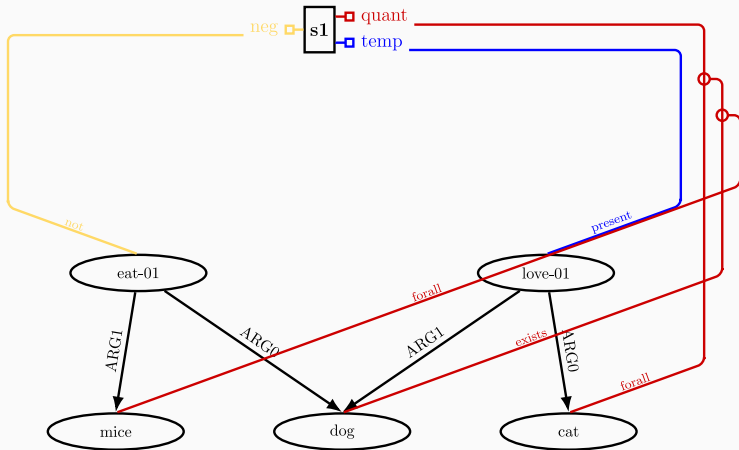 neg s1 quant
temp
not
present
eat-01 love-01
forall
ARG1 ARG0 ARG1 exists ARG0
forall
mice dog cat